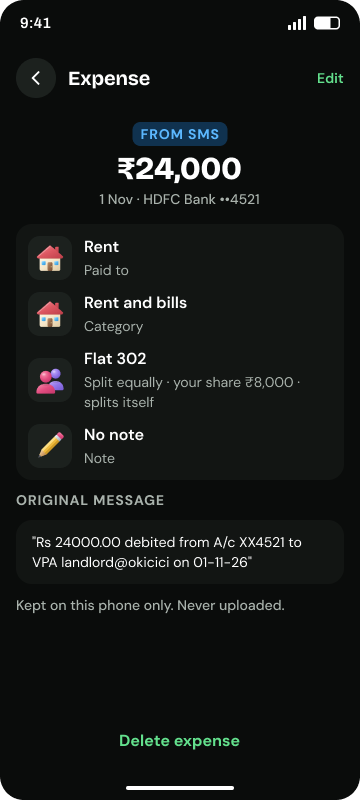 9:41
Expense
Edit
FROM SMS
₹24,000
1 Nov · HDFC Bank ••4521
Rent
Paid to
Rent and bills
Category
Flat 302
Split equally · your share ₹8,000 ·
splits itself
No note
Note
ORIGINAL MESSAGE
"Rs 24000.00 debited from A/c XX4521 to
VPA landlord@okicici on 01-11-26"
Kept on this phone only. Never uploaded.
Delete expense